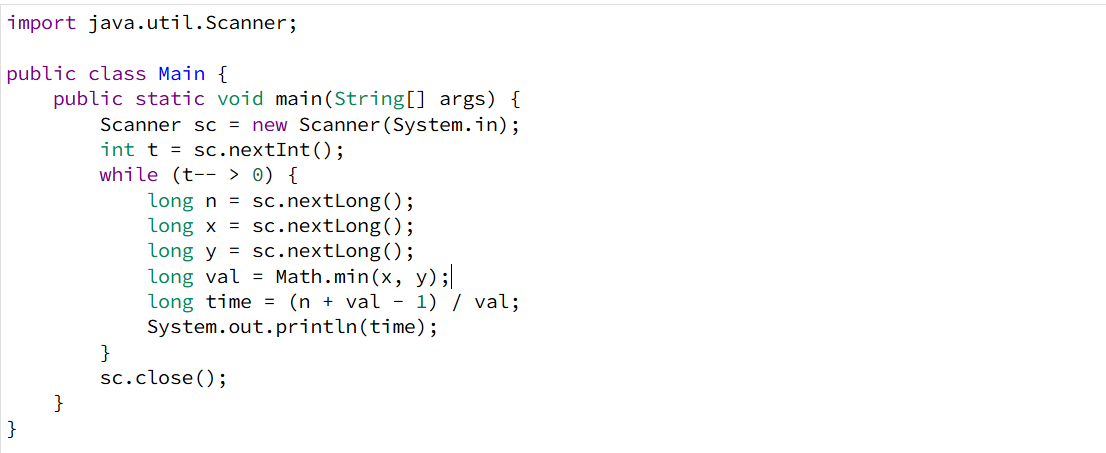 import java.util.Scanner;
public class Main {
public static void main(String[] args) {
Scanner sc = new Scanner(System.in);
int t = sc.nextInt();
while (t-- > 0) {
long n = sc.nextLong();
long x = sc.nextLong();
long y = sc.nextLong();
long val = Math.min(x, y);
long time = (n + val - 1) / val;
System.out.println(time);
}
sc.close();
}
}